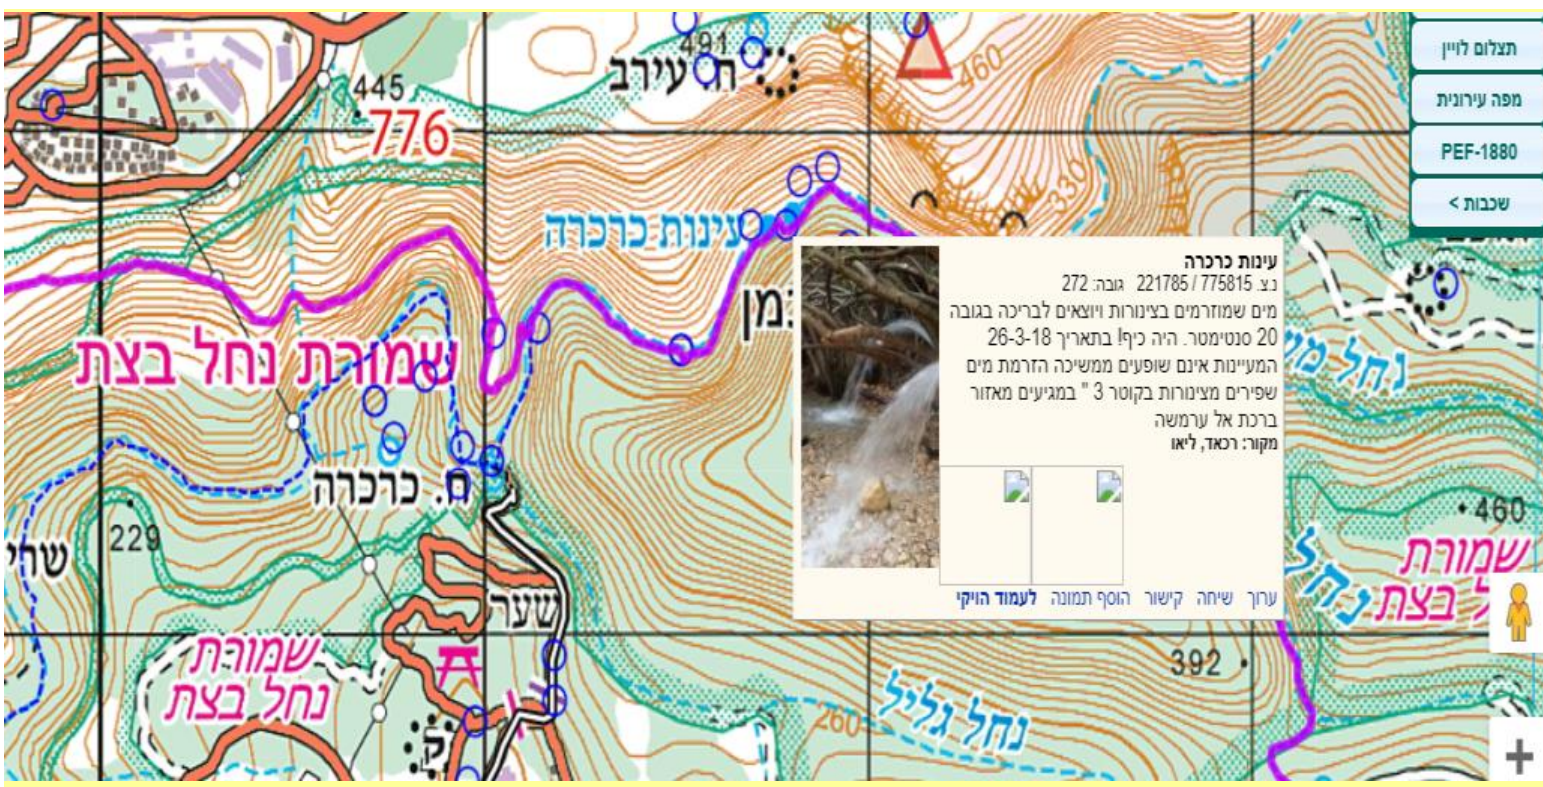 תצלום לויין
מפה עירונית
PEF-1880
שכבות >
491
ח. עירב
445
776
460
330
עינות כרכרה
שמורת נחל בצת
ח. כרכרה
229
שער
שמורת
נחל בצת
ק
עינות כרכרה
נ.צ. 221785 / 775815 גובה: 272
מים שמוזרמים בצינורות ויוצאים לבריכה בגובה
20 סנטימטר. היה כיף! בתאריך 26-3-18
המעיינות אינם שופעים ממשיכה הזרמת מים
שפירים מצינורות בקוטר 3 " במגיעים מאזור
ברכת אל ערמשה
מקור: רכאד, ליאו
ערוך שיחה קישור הוסף תמונה לעמוד הויקי
460
שמורת
ל בצת
נחל
392
260
נחל גליל
+